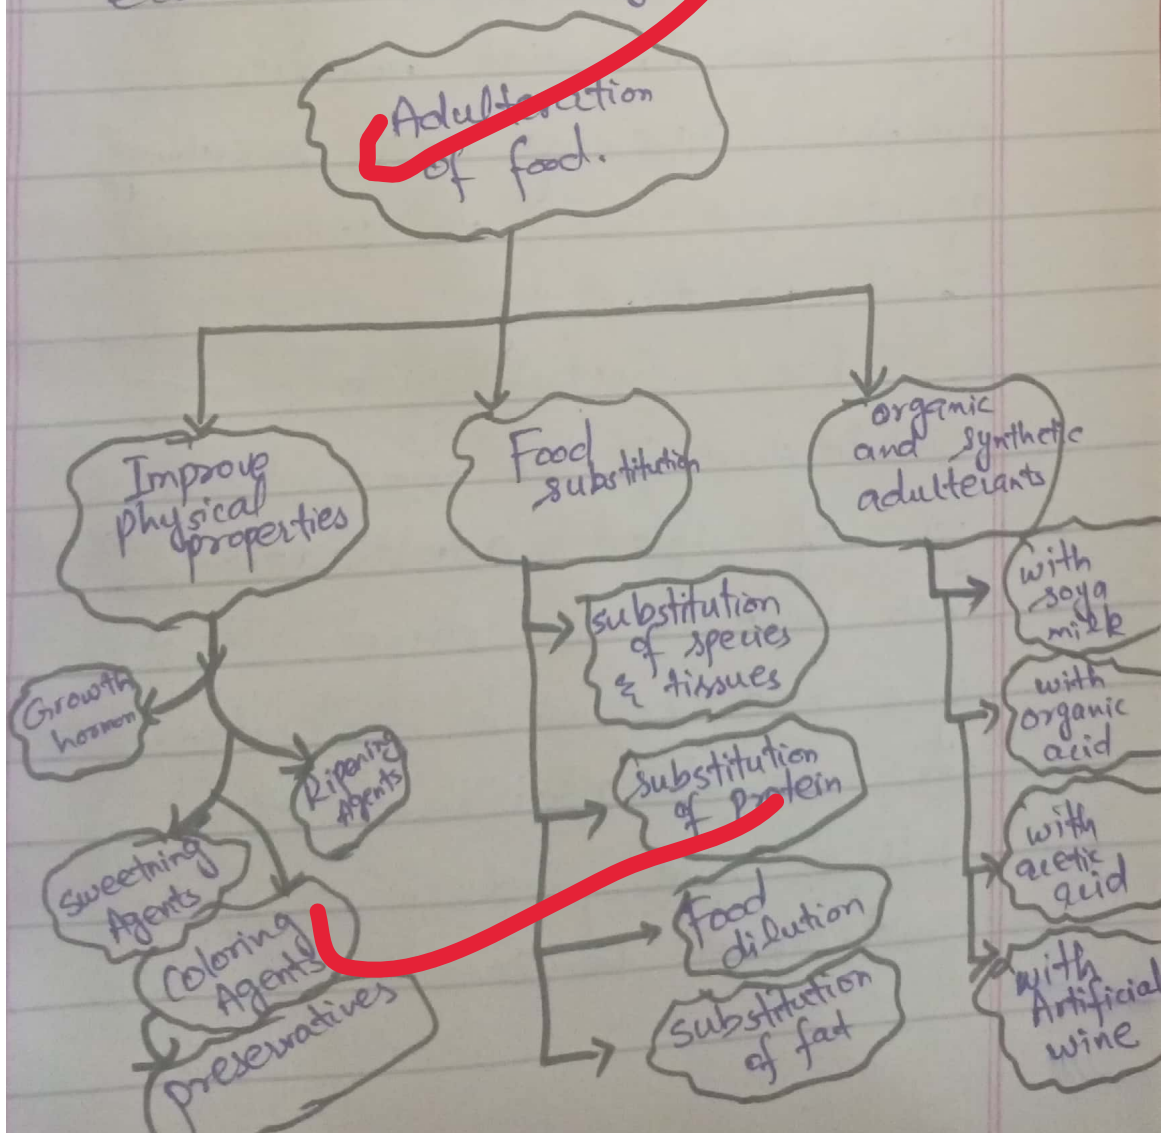 Adulteration
of food.
Improve
physical
properties
Food
substitution
organic
and synthetic
adulterants
Growth
hormon
Ripening
Agents
sweetning
Agents
Coloring
Agents
preservatives
substitution
of species
& tissues
substitution
of protein
Food
dilution
substitution
of fat
with
soya
milk
with
organic
acid
with
acetic
acid
with
Artificial
wine